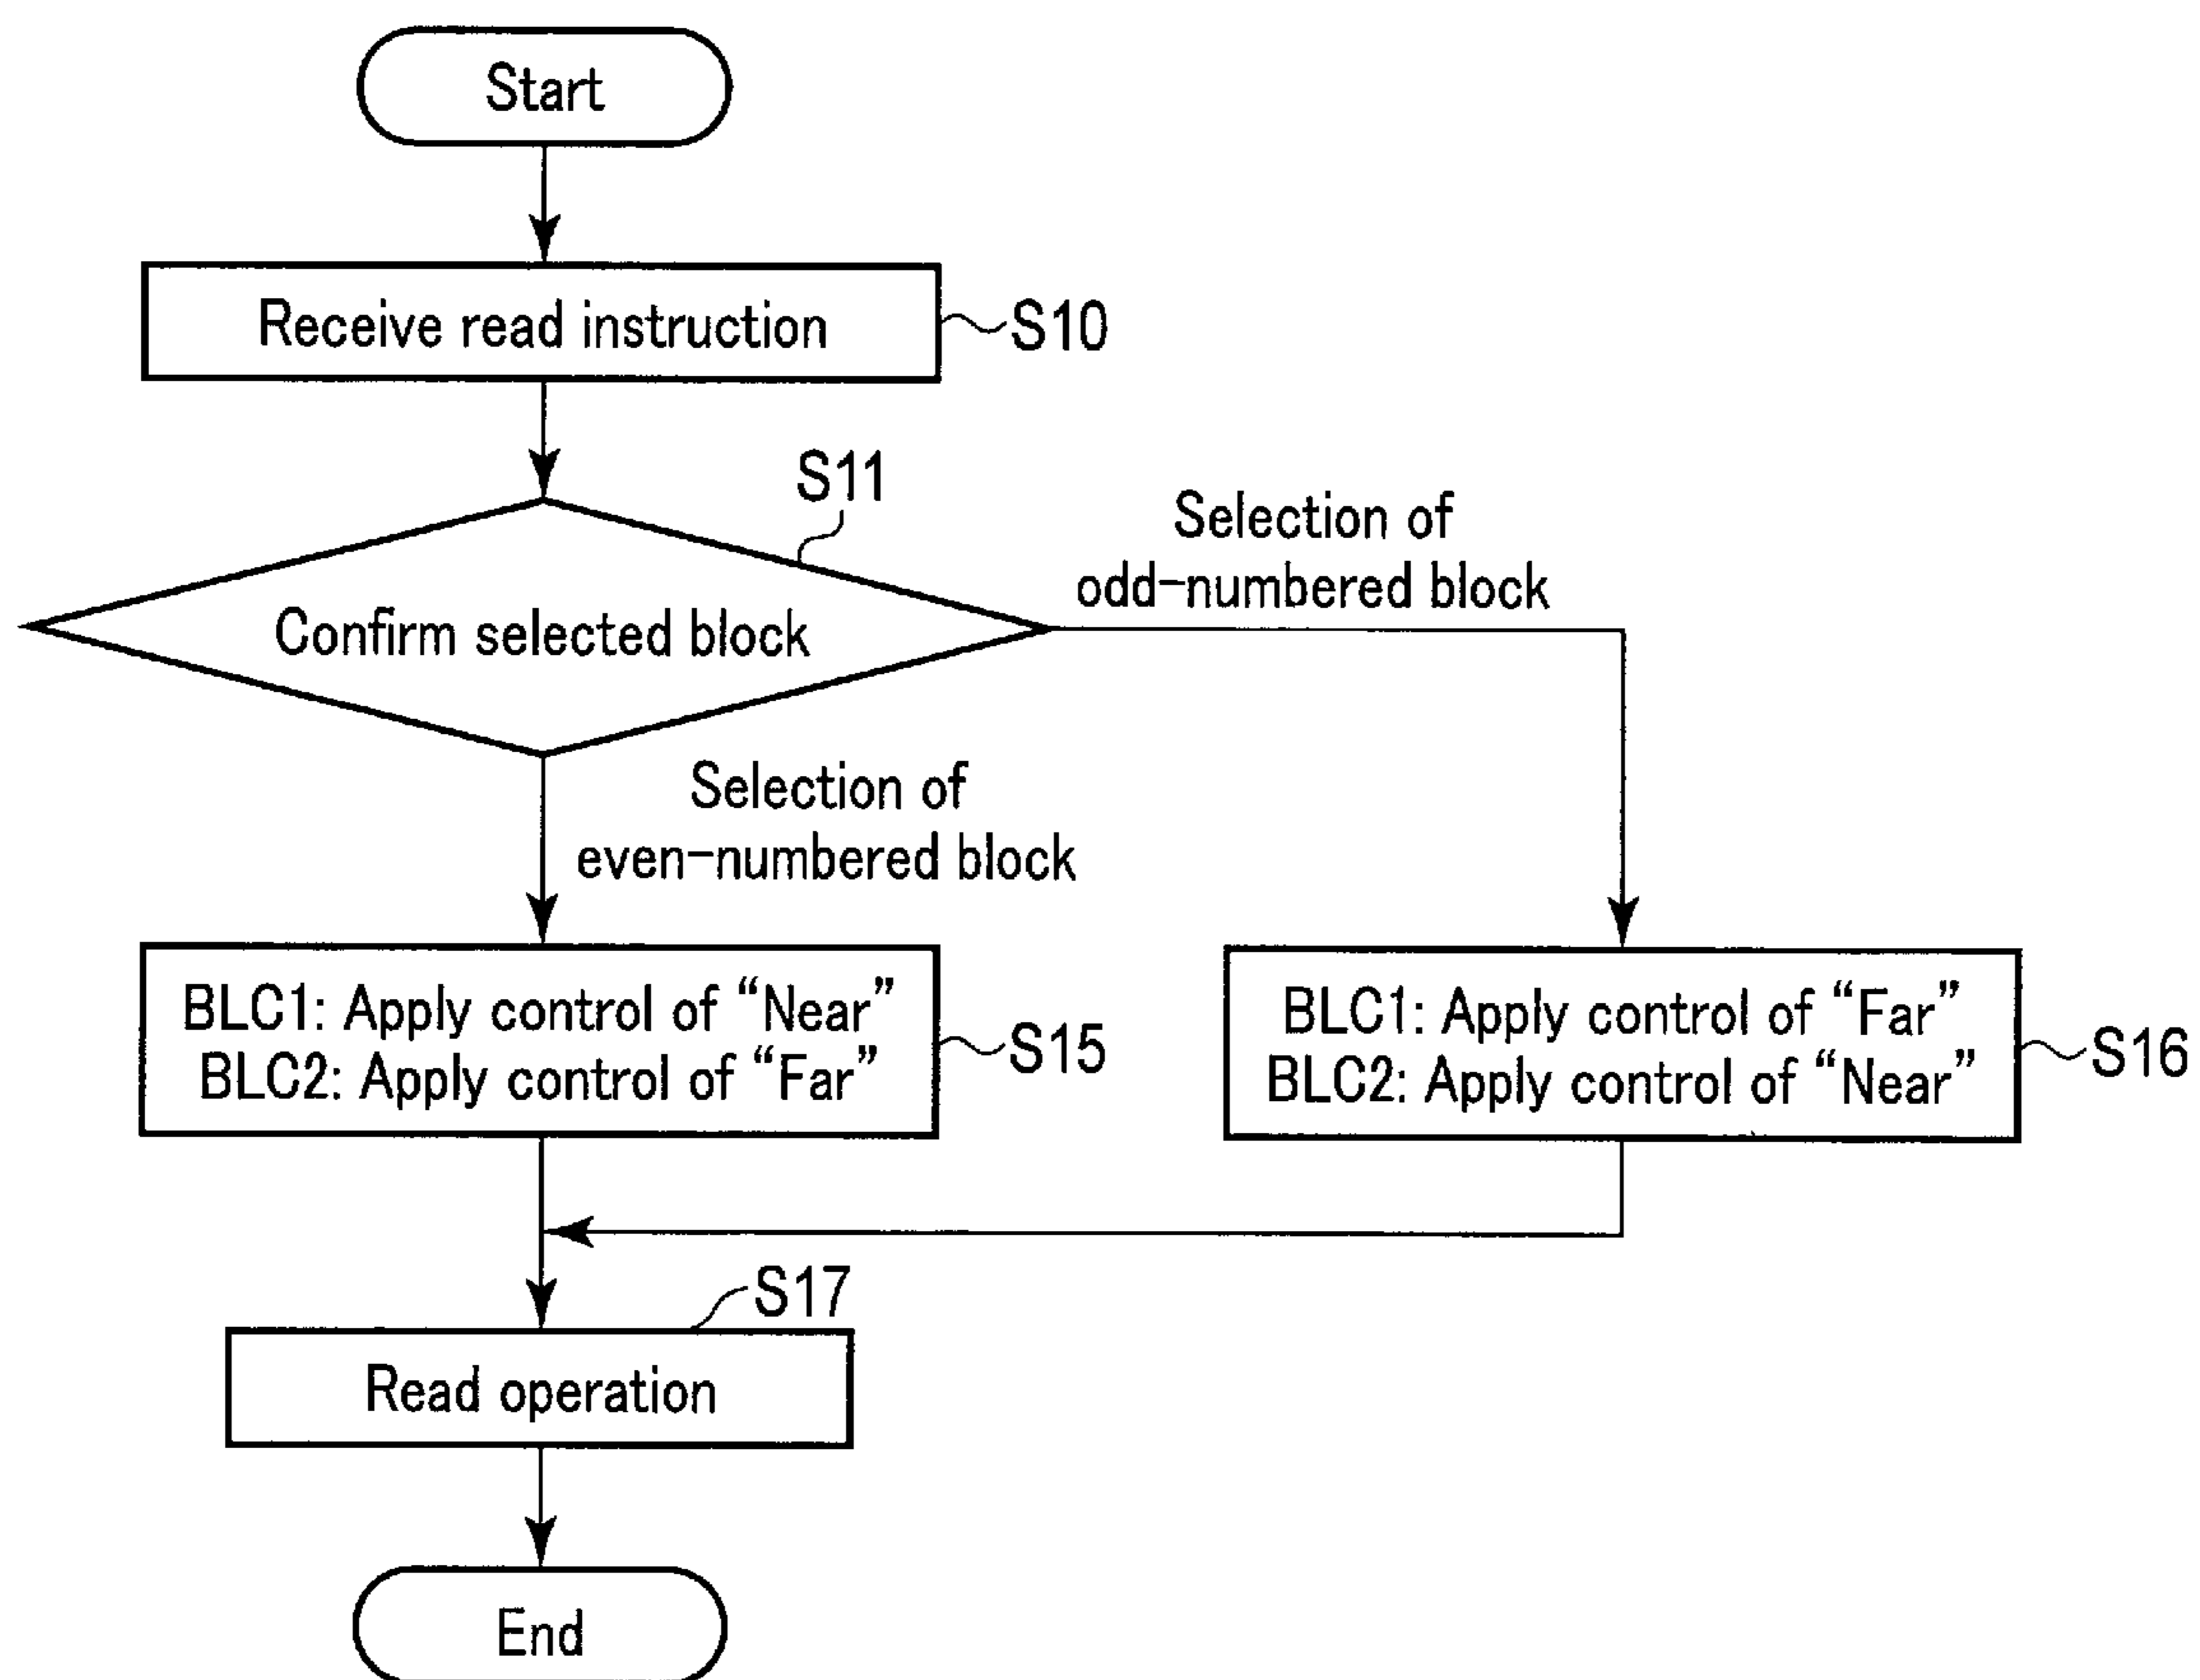 Start
Receive read instruction
S10
S11
Confirm selected block
Selection of
odd-numbered block
Selection of
even-numbered block
BLC1: Apply control of “Near”
BLC2: Apply control of “Far”
S15
BLC1: Apply control of “Far”
BLC2: Apply control of “Near”
S16
S17
Read operation
End